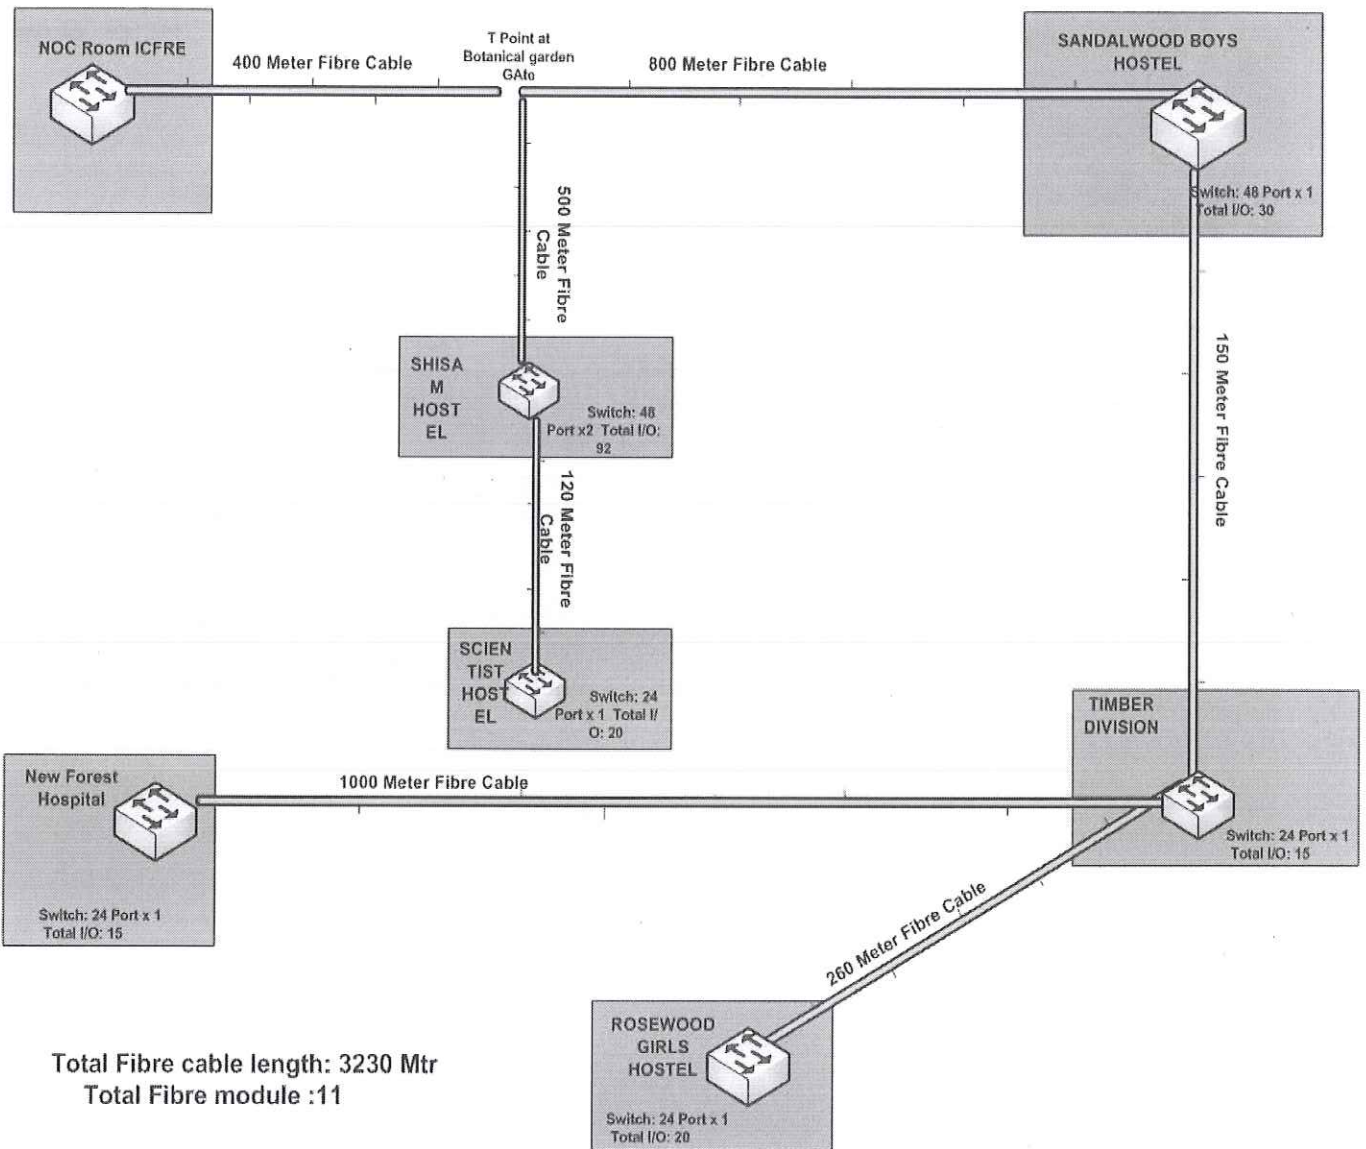 NOC Room ICFRE
400 Meter Fibre Cable
T Point at
Botanical garden
GAte
800 Meter Fibre Cable
SANDALWOOD BOYS
HOSTEL
Switch: 48 Port x 1
Total I/O: 30
500 Meter Fibre
Cable
SHISA
M
HOST
EL
Switch: 48
Port x2 Total I/O:
92
150 Meter Fibre Cable
120 Meter Fibre
Cable
SCIEN
TIST
HOST
EL
Switch: 24
Port x 1 Total I/
O: 20
TIMBER
DIVISION
Switch: 24 Port x 1
Total I/O: 15
New Forest
Hospital
1000 Meter Fibre Cable
Switch: 24 Port x 1
Total I/O: 15
260 Meter Fibre Cable
ROSEWOOD
GIRLS
HOSTEL
Switch: 24 Port x 1
Total I/O: 20
Total Fibre cable length: 3230 Mtr
Total Fibre module :11